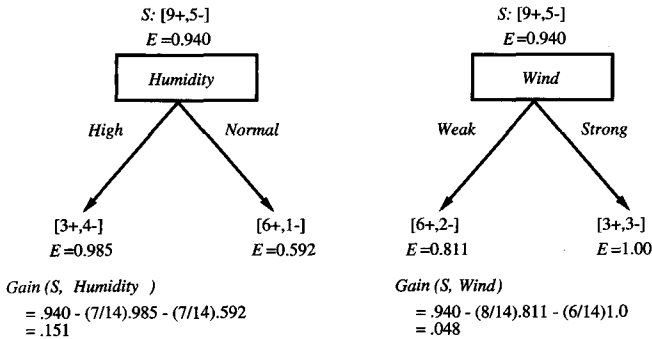 S: [9+,5-]
E =0.940
Humidity
High
Normal
[3+,4-]
E =0.985
[6+,1-]
E =0.592
Gain (S, Humidity )
= .940 - (7/14).985 - (7/14).592
= .151
S: [9+,5-]
E =0.940
Wind
Weak
Strong
[6+,2-]
E =0.811
[3+,3-]
E =1.00
Gain (S, Wind)
= .940 - (8/14).811 - (6/14)1.0
= .048